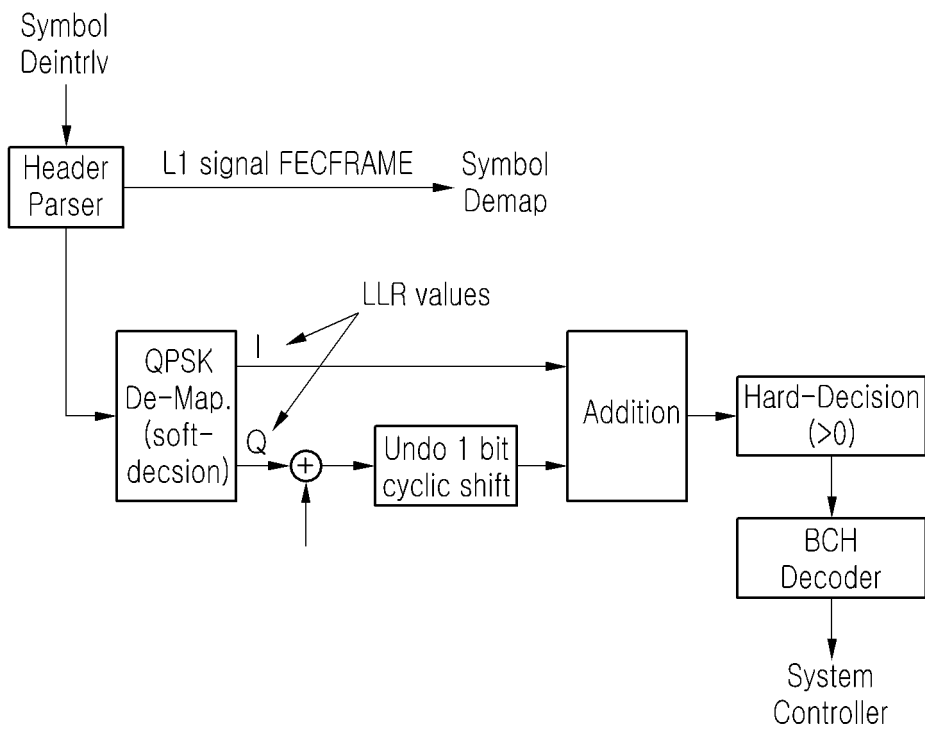 Symbol
Deintrlv
Header
Parser
L1 signal FECFRAME
Symbol
Demap
LLR values
I
QPSK
De-Map.
(soft-
decsion)
Q
+
Undo 1 bit
cyclic shift
Addition
Hard-Decision
(>0)
BCH
Decoder
System
Controller